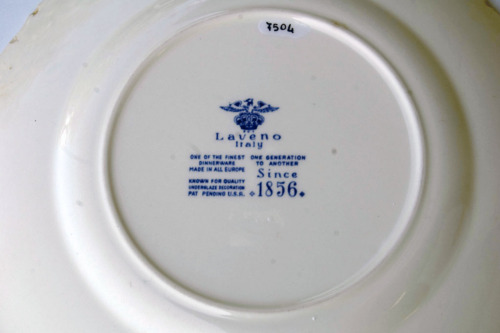 7504
Laveno
Italy
ONE OF THE FINEST
DINNERWARE
MADE IN ALL EUROPE
KNOWN FOR QUALITY
UNDERGLAZE DECORATION
PAT PENDING U.S.A.
ONE GENERATION
TO ANOTHER
Since
1856